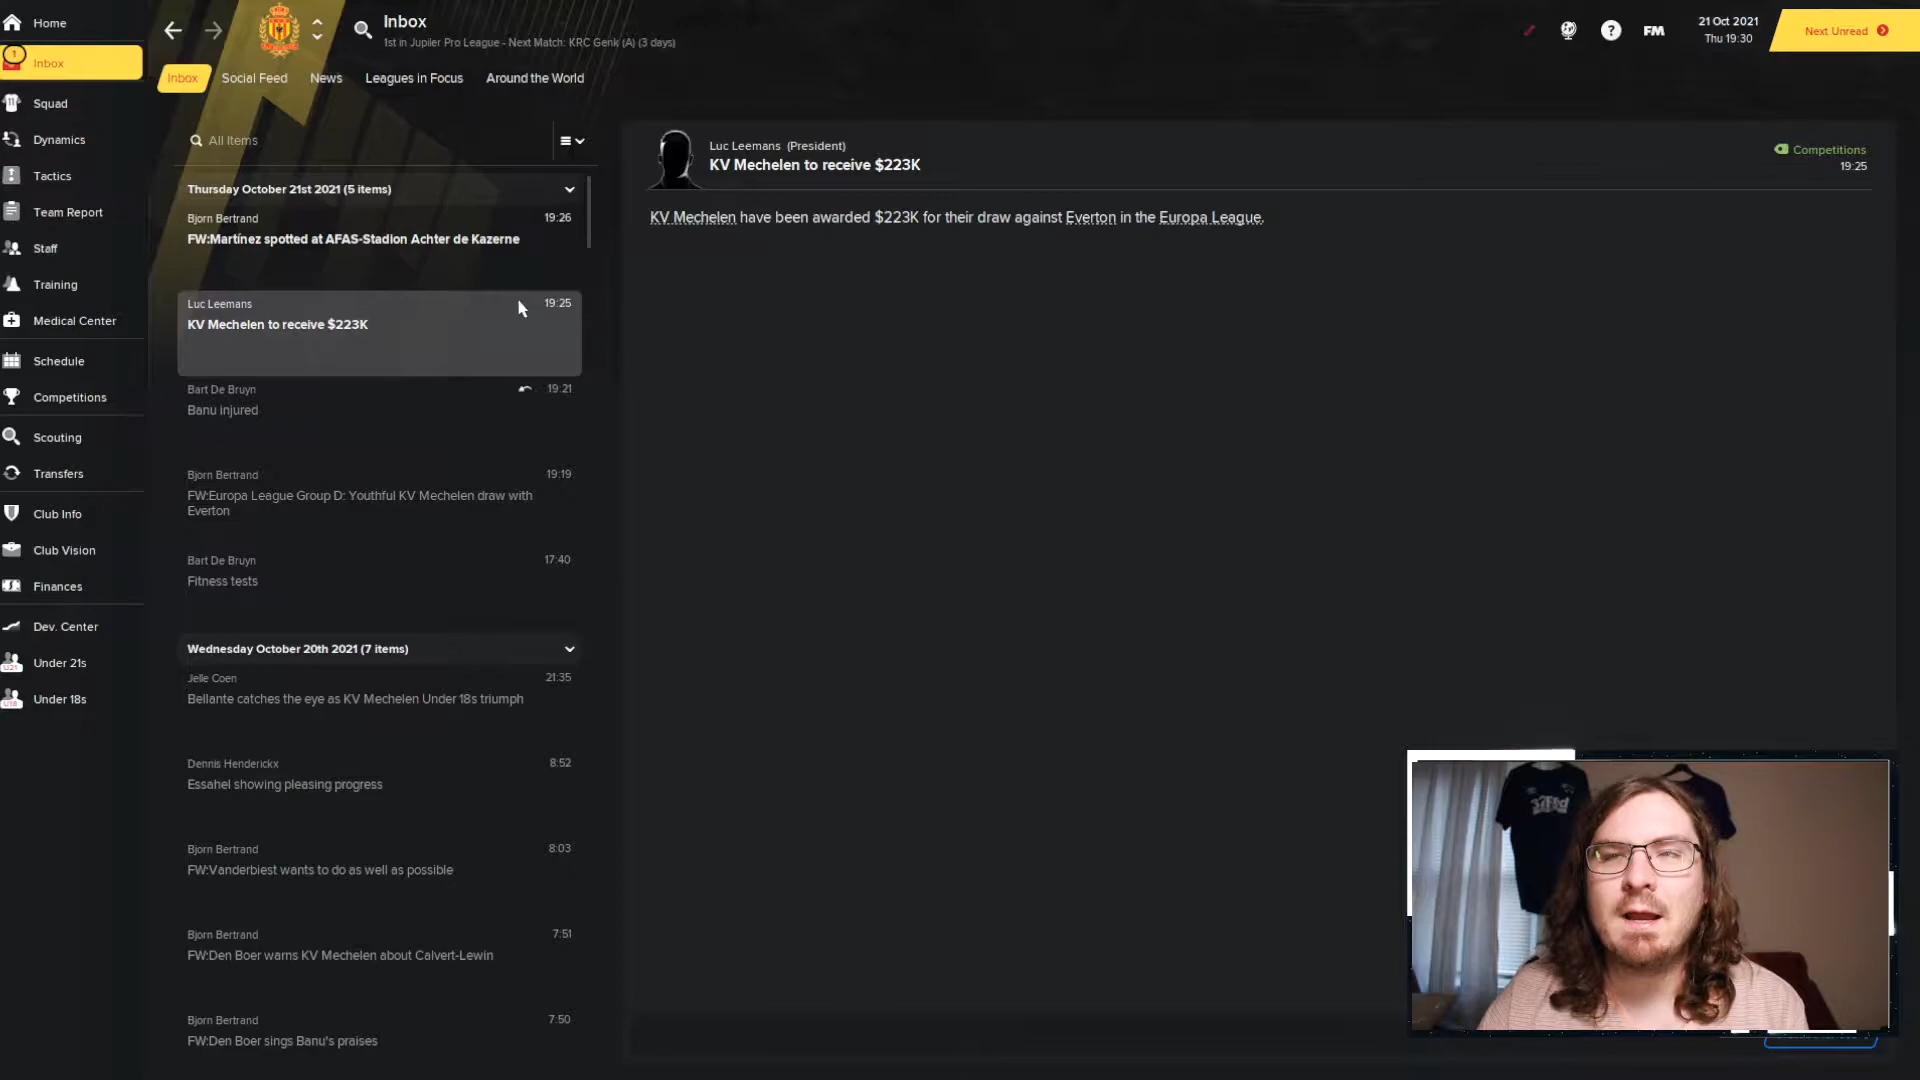 Home
Inbox
1st in Jupiler Pro League - Next Match: KRC Genk (A) (3 days)
FM
21 Oct 2021
Thu 19:30
Next Unread
1
Inbox
Inbox
Social Feed
News
Leagues in Focus
Around the World
Squad
Dynamics
Tactics
Team Report
Staff
Training
Medical Center
Schedule
Competitions
Scouting
Transfers
Club Info
Club Vision
Finances
Dev. Center
Under 21s
U21
Under 18s
U18
All Items
Thursday October 21st 2021 (5 items)
Bjorn Bertrand 19:26
FW:Martínez spotted at AFAS-Stadion Achter de Kazerne
Luc Leemans 19:25
KV Mechelen to receive $223K
Bart De Bruyn 19:21
Banu injured
Bjorn Bertrand 19:19
FW:Europa League Group D: Youthful KV Mechelen draw with
Everton
Bart De Bruyn 17:40
Fitness tests
Wednesday October 20th 2021 (7 items)
Jelle Coen 21:35
Bellante catches the eye as KV Mechelen Under 18s triumph
Dennis Henderickx 8:52
Essahel showing pleasing progress
Bjorn Bertrand 8:03
FW:Vanderbiest wants to do as well as possible
Bjorn Bertrand 7:51
FW:Den Boer warns KV Mechelen about Calvert-Lewin
Bjorn Bertrand 7:50
FW:Den Boer sings Banu's praises
Luc Leemans (President)
KV Mechelen to receive $223K
Competitions
19:25
KV Mechelen have been awarded $223K for their draw against Everton in the Europa League.